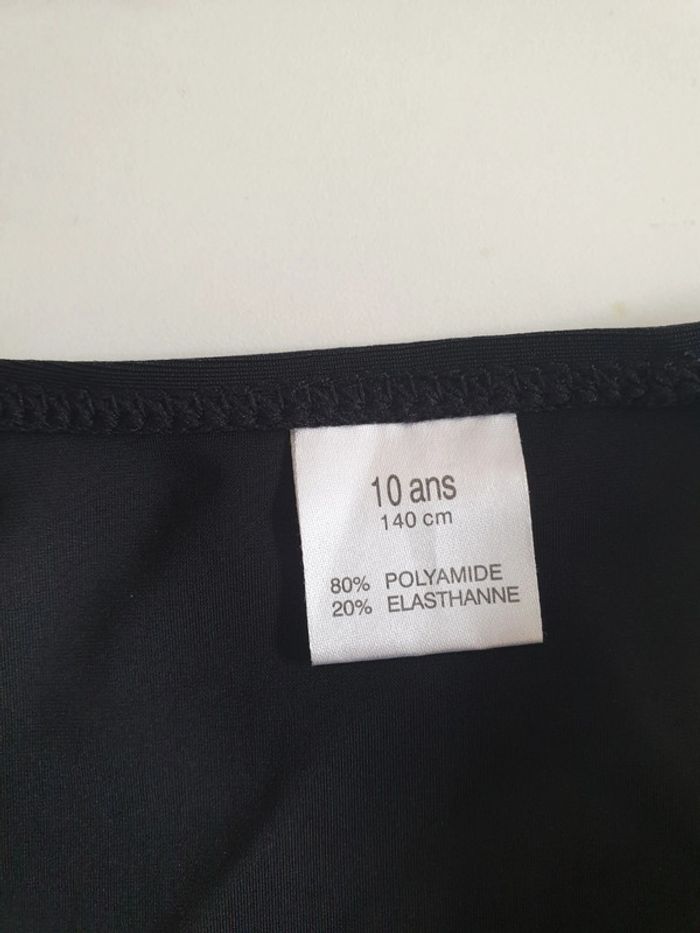 10 ans
140 cm
80% POLYAMIDE
20% ELASTHANNE